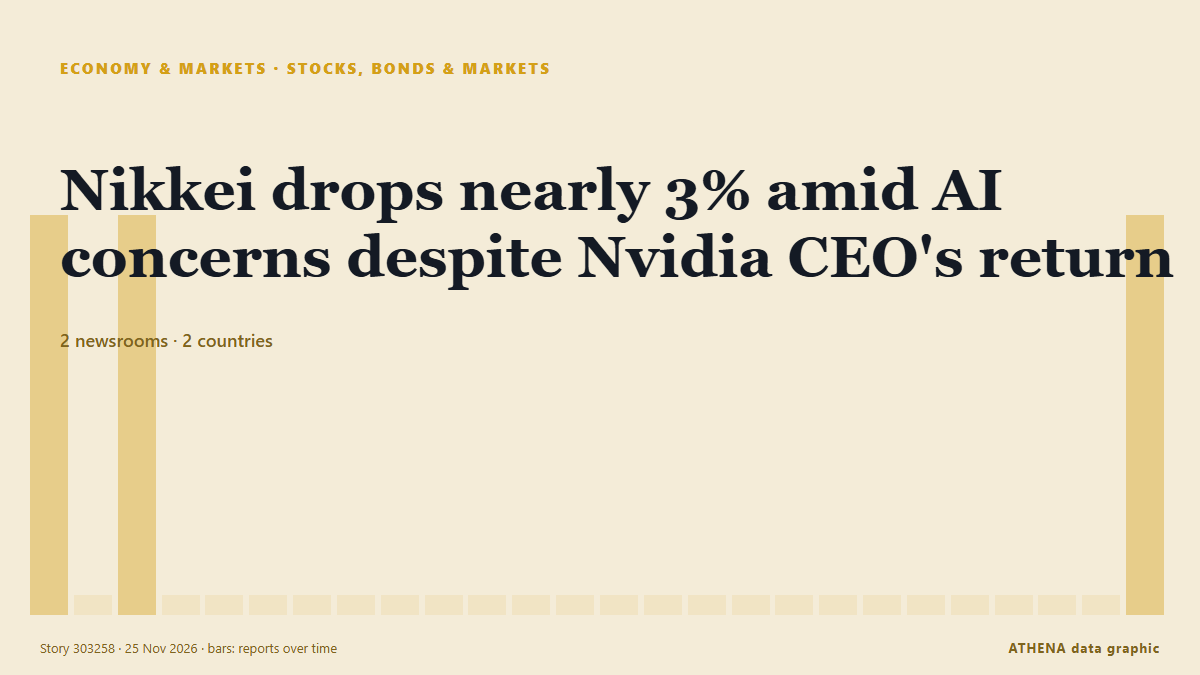 ECONOMY & MARKETS · STOCKS, BONDS & MARKETS
Nikkei drops nearly 3% amid AI
concerns despite Nvidia CEO's return
2 newsrooms · 2 countries
Story 303258 · 25 Nov 2026 · bars: reports over time
ATHENA data graphic